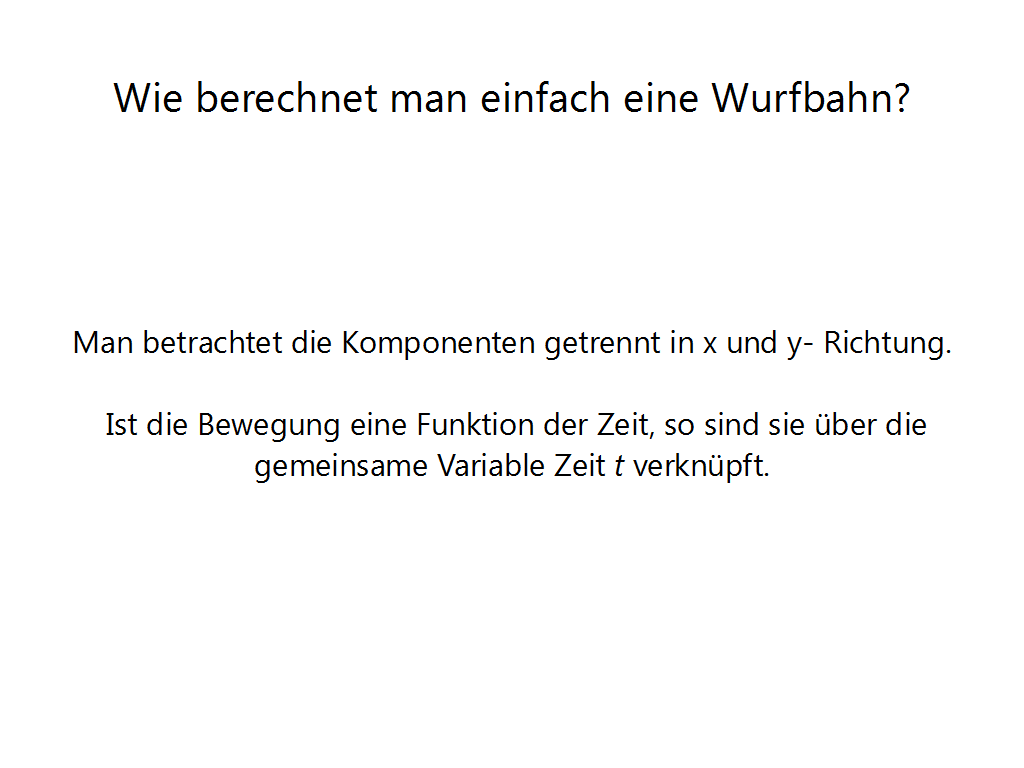 Wie berechnet man einfach eine Wurfbahn?
Man betrachtet die Komponenten getrennt in x und y- Richtung.
Ist die Bewegung eine Funktion der Zeit, so sind sie über die
gemeinsame Variable Zeit t verknüpft.